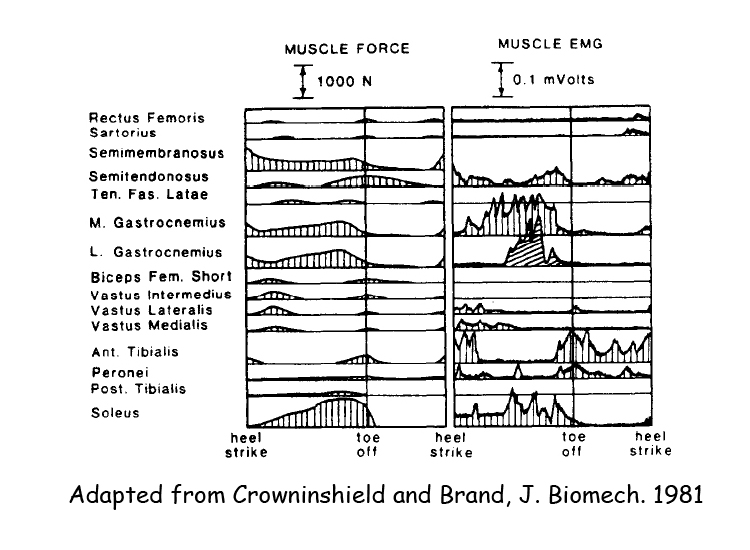 MUSCLE FORCE
MUSCLE EMG
1000 N
0.1 mVolts
Rectus Femoris
Sartorius
Semimembranosus
Semitendonosus
Ten. Fas. Latae
M. Gastrocnemius
L. Gastrocnemius
Biceps Fem. Short
Vastus Intermedius
Vastus Lateralis
Vastus Medialis
Ant. Tibialis
Peronei
Post. Tibialis
Soleus
heel strike
toe off
heel strike
toe off
heel strike
Adapted from Crowninshield and Brand, J. Biomech. 1981